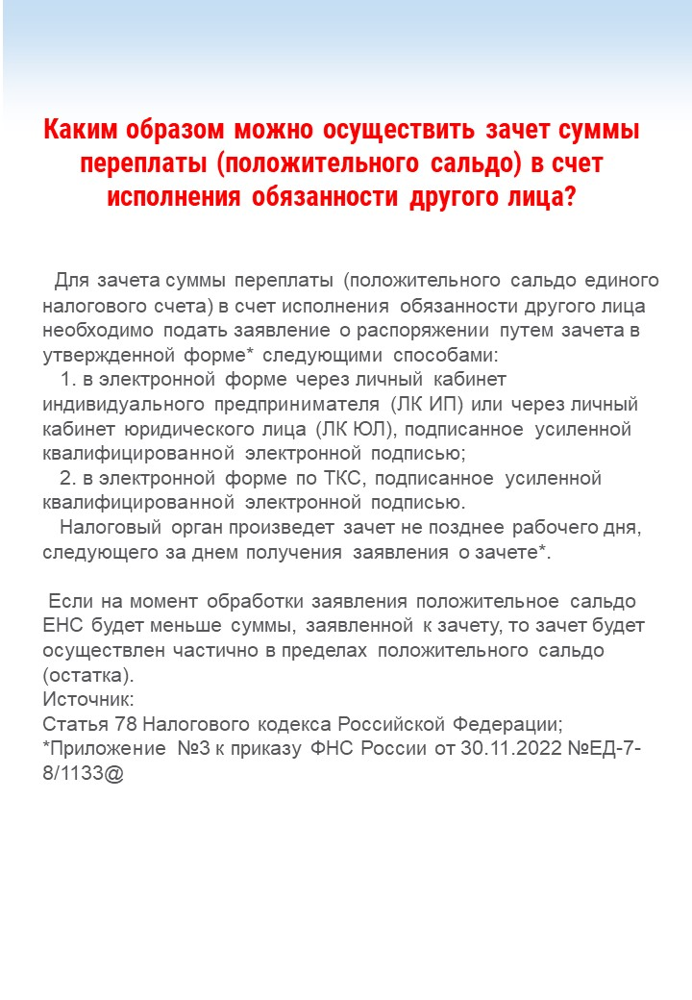 Каким образом можно осуществить зачет суммы
переплаты (положительного сальдо) в счет
исполнения обязанности другого лица?
Для зачета суммы переплаты (положительного сальдо единого
налогового счета) в счет исполнения обязанности другого лица
необходимо подать заявление о распоряжении путем зачета в
утвержденной форме* следующими способами:
1. в электронной форме через личный кабинет
индивидуального предпринимателя (ЛК ИП) или через личный
кабинет юридического лица (ЛК ЮЛ), подписанное усиленной
квалифицированной электронной подписью;
2. в электронной форме по ТКС, подписанное усиленной
квалифицированной электронной подписью.
Налоговый орган произведет зачет не позднее рабочего дня,
следующего за днем получения заявления о зачете*.
Если на момент обработки заявления положительное сальдо
ЕНС будет меньше суммы, заявленной к зачету, то зачет будет
осуществлен частично в пределах положительного сальдо
(остатка).
Источник:
Статья 78 Налогового кодекса Российской Федерации;
*Приложение №3 к приказу ФНС России от 30.11.2022 №ЕД-7-
8/1133@